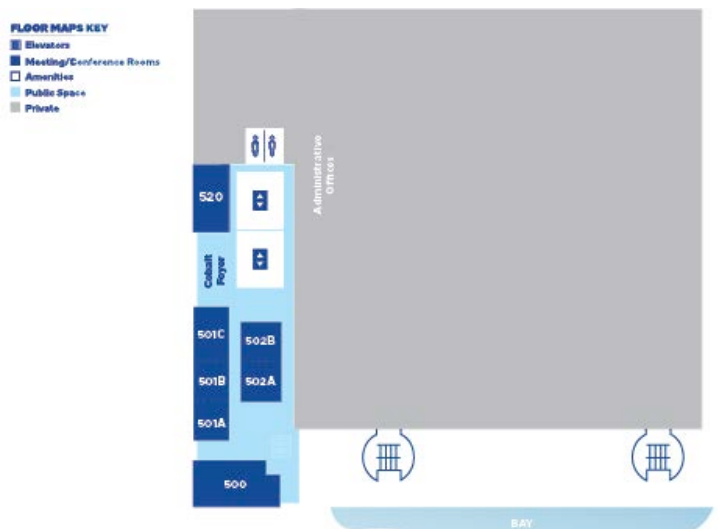 FLOOR MAPS KEY
Elevators
Meeting/Conference Rooms
Amenities
Public Space
Private
Administrative
Offices
520
Cobalt
Foyer
501C
502B
501B
502A
501A
500
BAY